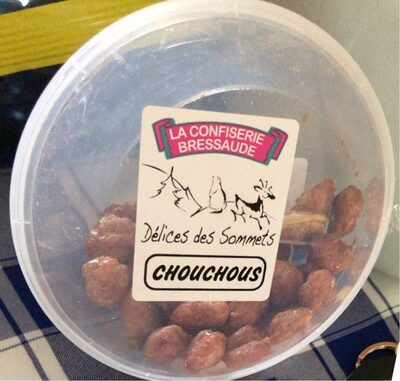 LA CONFISERIE
BRESSAUDE
Délices des Sommets
CHOUCHOUS